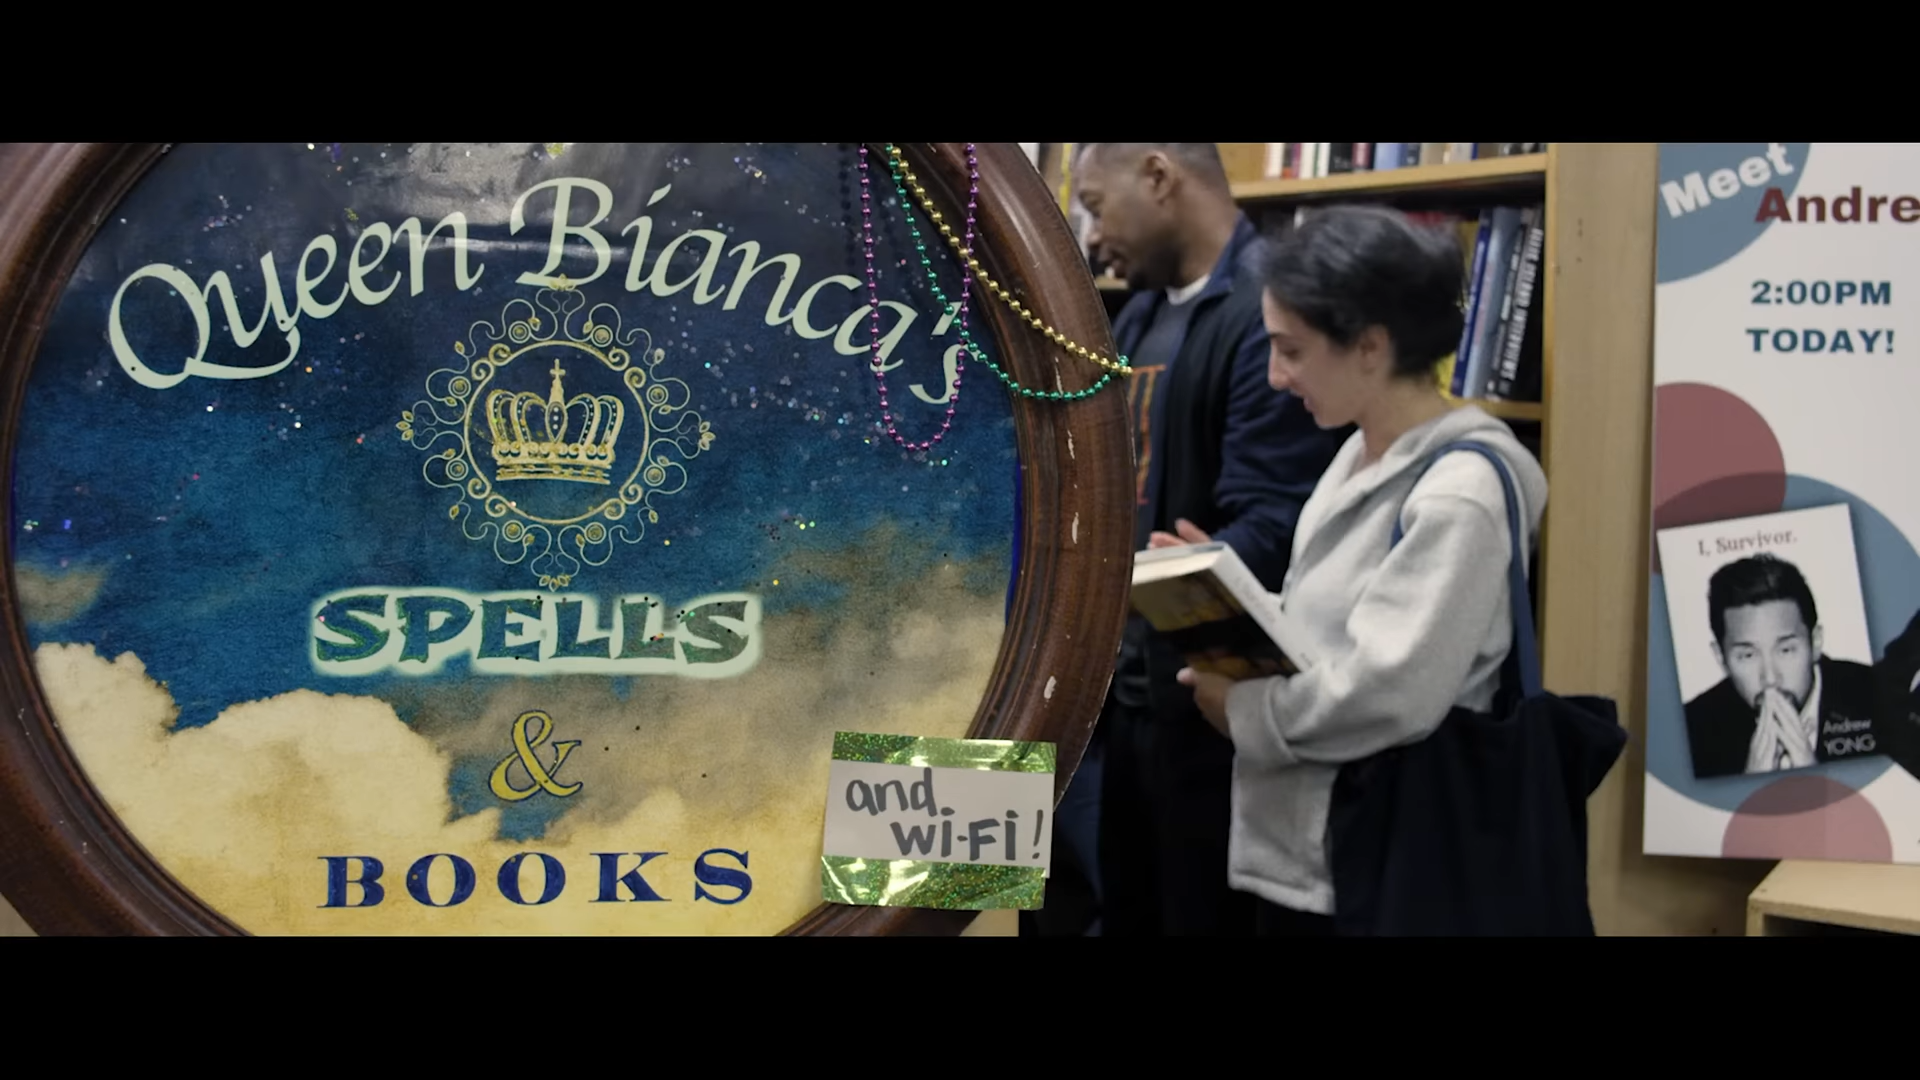 Queen Bianca's
SPELLS
&
BOOKS
and
Wi-Fi!
Meet
Andre
2:00PM
TODAY!
I, Survivor.
Andrew
YONG